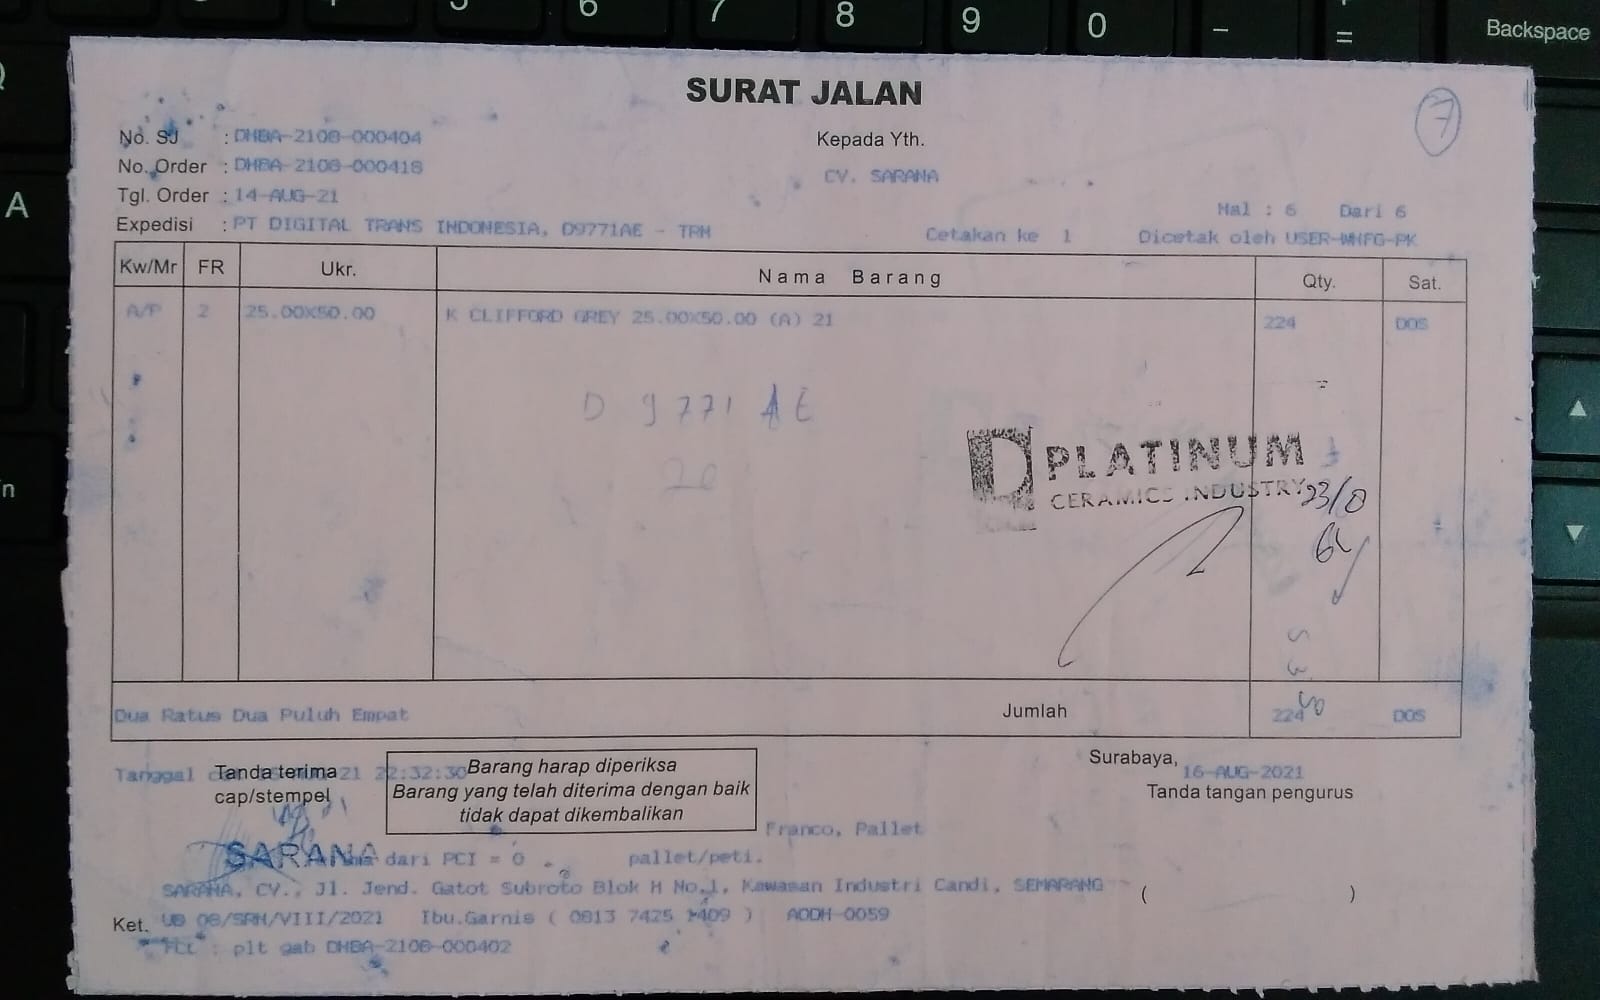 SURAT JALAN
7
No. SJ : DHBA-2108-000404
No. Order : DHBA-2108-000418
Tgl. Order : 14-AUG-21
Expedisi : PT DIGITAL TRANS INDONESIA, D9771AE - TRM
Kepada Yth.
CV. SARANA
Hal : 6 Dari 6
Cetakan ke 1 Dicetak oleh USER-WHFG-PK
Kw/Mr FR Ukr. Nama Barang Qty. Sat.
A/P 2 25.00X50.00 K CLIFFORD GREY 25.00X50.00 (A) 21 224 DOS
D 9771 AE
20
PLATINUM
CERAMICS INDUSTRY
23/8
Dua Ratus Dua Puluh Empat Jumlah 224 DOS
Tanggal 21 22:32:30
Tanda terima
cap/stempel
Barang harap diperiksa
Barang yang telah diterima dengan baik
tidak dapat dikembalikan
Surabaya, 16-AUG-2021
Tanda tangan pengurus
Franco, Pallet
SARANA dari PCI = 0 pallet/peti.
SARANA, CV., Jl. Jend. Gatot Subroto Blok H No.1, Kawasan Industri Candi, SEMARANG
( )
Ket. UB 08/SRN/VIII/2021 Ibu.Garnis ( 0813 7425 1409 ) AODH-0059
: plt gab DHBA-2108-000402
8
9
0
-
=
Backspace
A